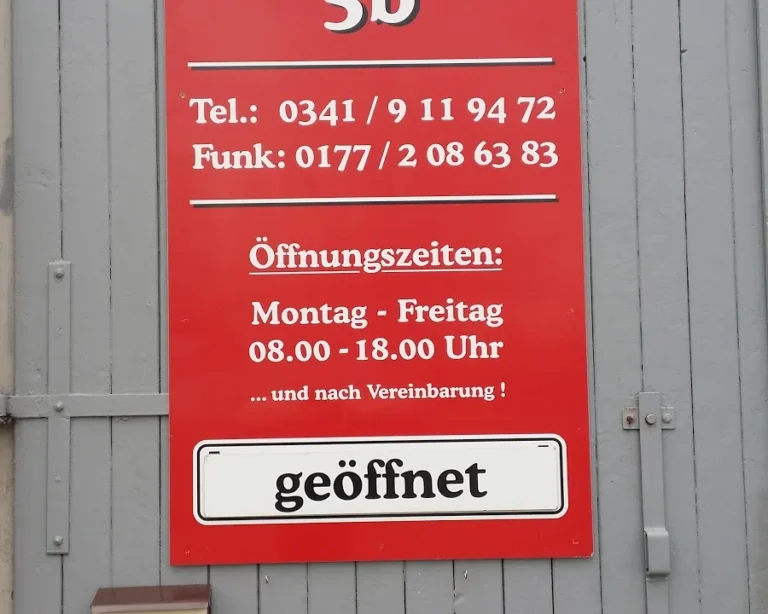 5b
Tel.: 0341 / 9 11 94 72
Funk: 0177 / 2 08 63 83
Öffnungszeiten:
Montag - Freitag
08.00 - 18.00 Uhr
... und nach Vereinbarung !
geöffnet